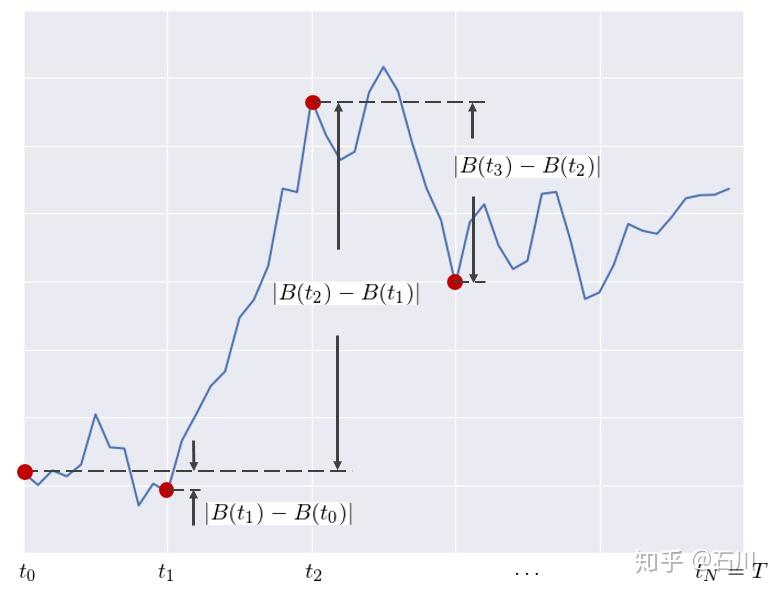 |B(t₃) − B(t₂)|
|B(t₂) − B(t₁)|
|B(t₁) − B(t₀)|
知乎 @石川
t₀ t₁ t₂ ⋯ t_N = T